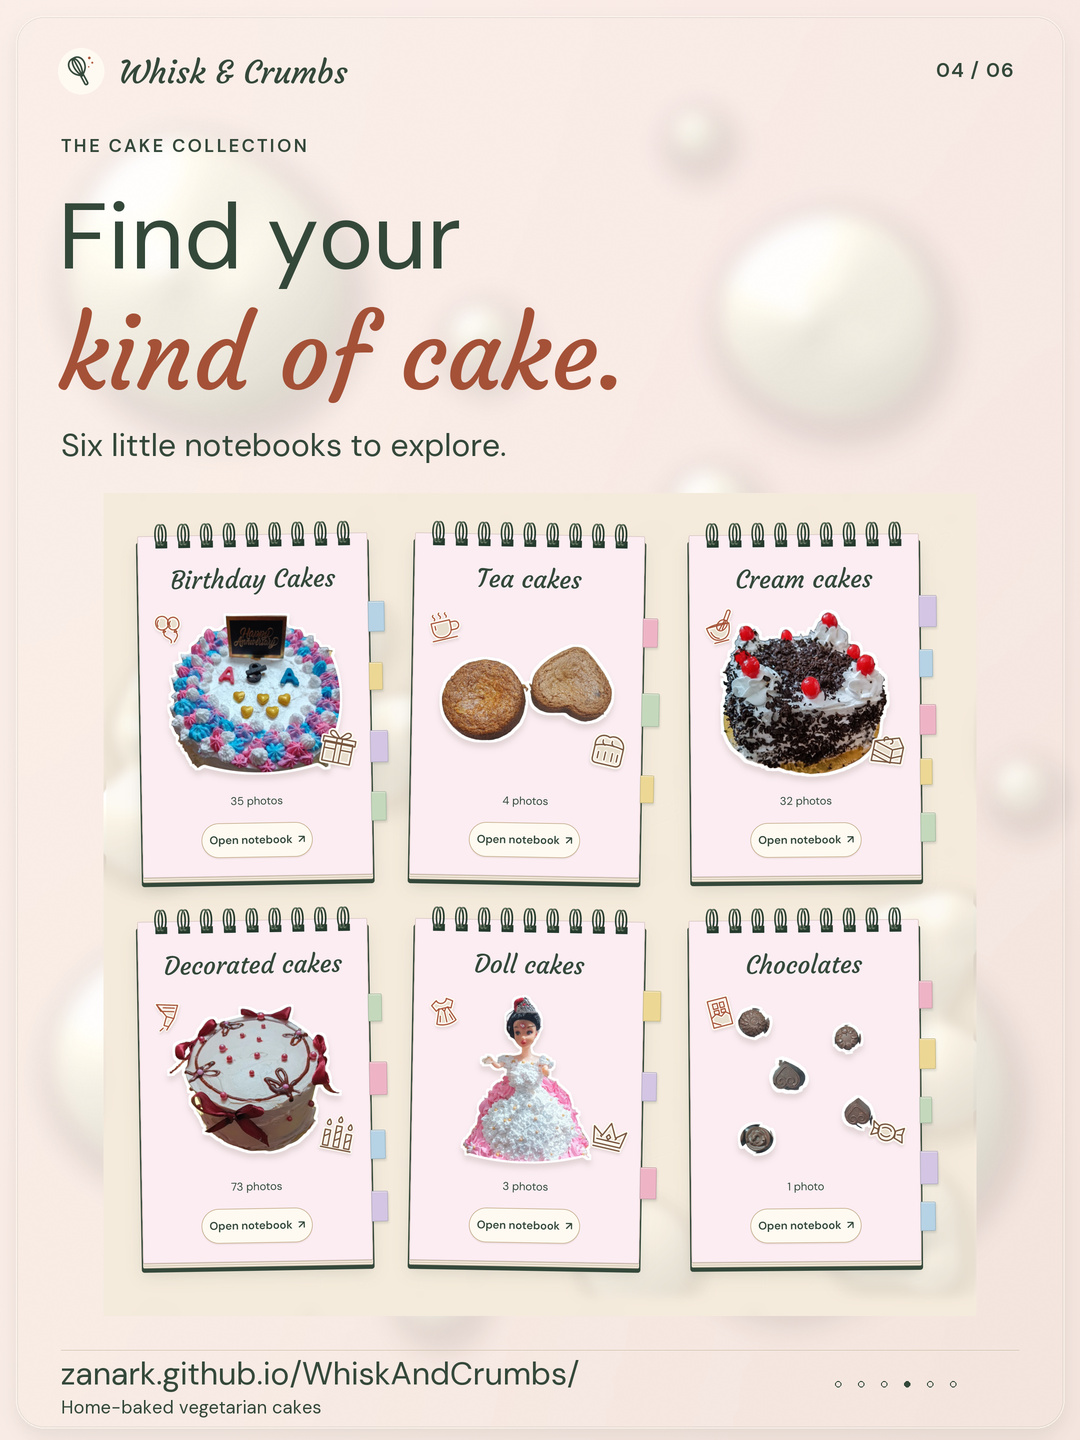 Whisk & Crumbs
04 / 06
THE CAKE COLLECTION
Find your
kind of cake.
Six little notebooks to explore.
Birthday Cakes
Happy
Anniversary
A & A
35 photos
Open notebook ↗
Tea cakes
4 photos
Open notebook ↗
Cream cakes
32 photos
Open notebook ↗
Decorated cakes
73 photos
Open notebook ↗
Doll cakes
3 photos
Open notebook ↗
Chocolates
1 photo
Open notebook ↗
zanark.github.io/WhiskAndCrumbs/
Home-baked vegetarian cakes